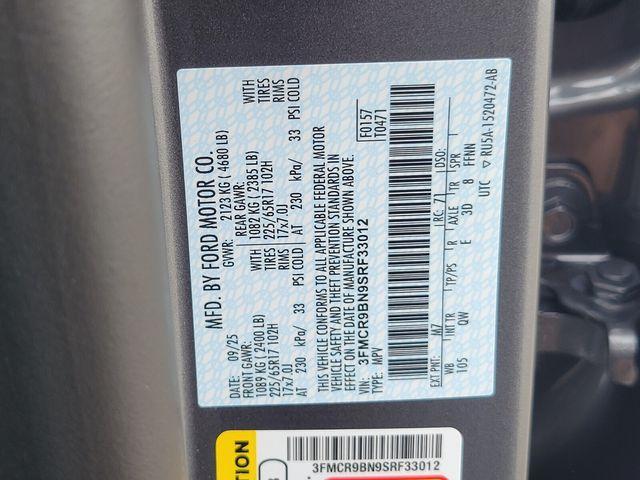 MFD. BY FORD MOTOR CO.
DATE: 09/25 GVWR: 2123 KG ( 4680 LB)
FRONT GAWR: REAR GAWR:
1089 KG ( 2400 LB) 1082 KG ( 2385 LB) WITH
225/65R17 102H 225/65R17 102H TIRES
17x7.0J 17x7.0J RIMS
AT 230 kPa/ 33 PSI COLD AT 230 kPa/ 33 PSI COLD
THIS VEHICLE CONFORMS TO ALL APPLICABLE FEDERAL MOTOR
VEHICLE SAFETY AND THEFT PREVENTION STANDARDS IN
EFFECT ON THE DATE OF MANUFACTURE SHOWN ABOVE.
VIN: 3FMCR9BN9SRF33012 F0157
TYPE: MPV T0471
EXT PNT: M7 RC: 71 DSO:
WB INT TR TP/PS R AXLE TR SPR
105 QW E 3D 8 FFNN
UTC ▽ RU5A-1520472-AB
3FMCR9BN9SRF33012